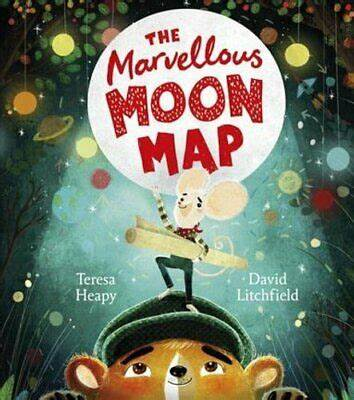 THE
Marvellous
MOON
MAP
Teresa David
Heapy Litchfield